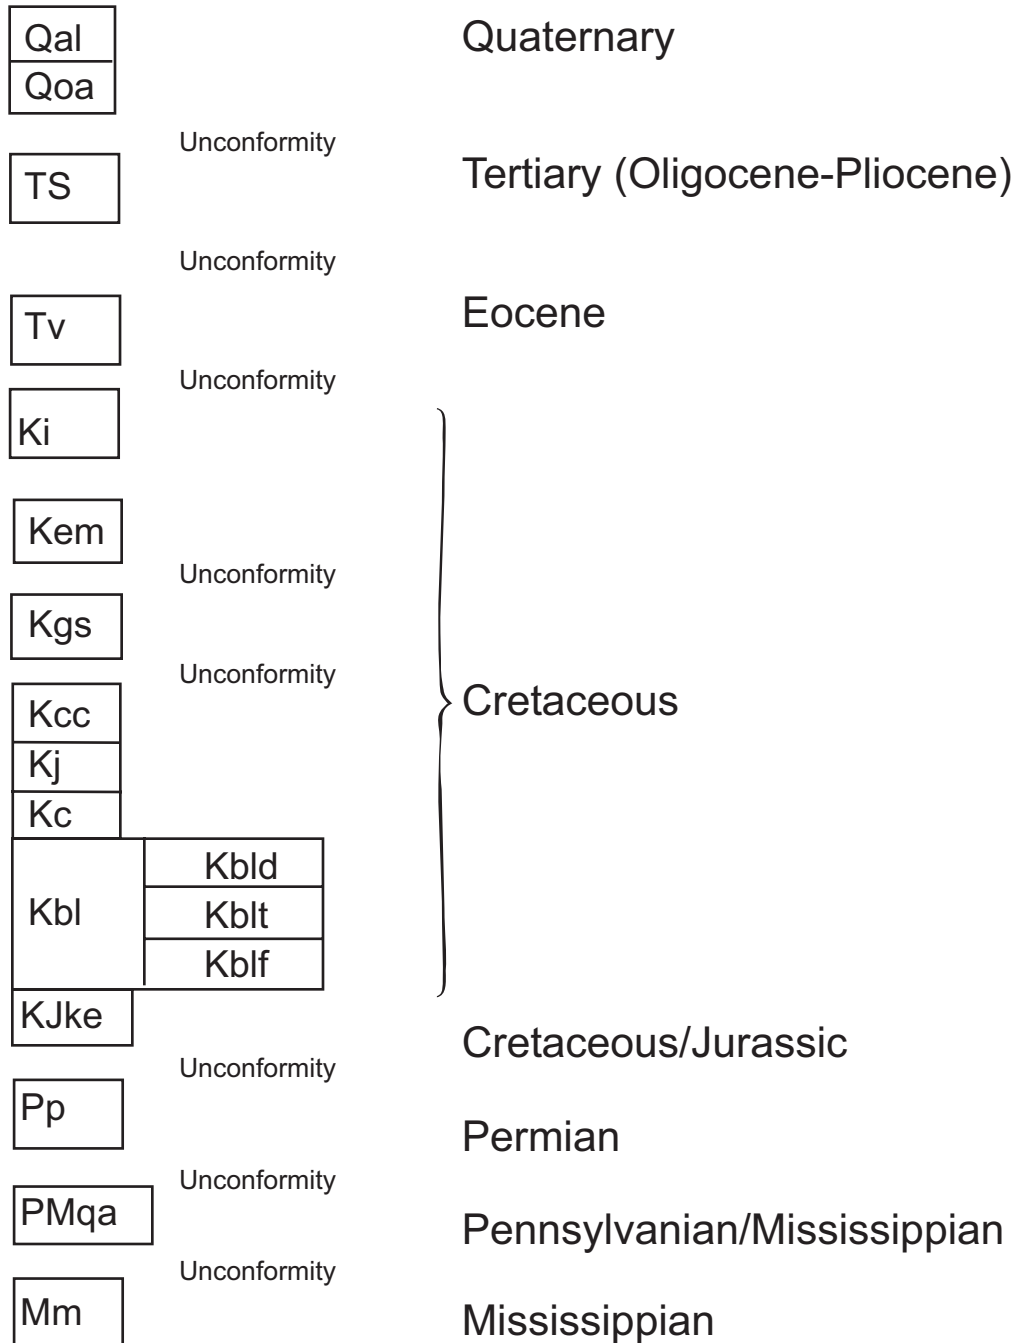 Qal
Quaternary
Qoa
Unconformity
TS
Tertiary (Oligocene-Pliocene)
Unconformity
Tv
Eocene
Unconformity
Ki
Kem
Unconformity
Kgs
Unconformity
Kcc
Cretaceous
Kj
Kc
Kbld
Kbl
Kblt
Kblf
KJke
Cretaceous/Jurassic
Unconformity
Pp
Permian
Unconformity
PMqa
Pennsylvanian/Mississippian
Unconformity
Mm
Mississippian